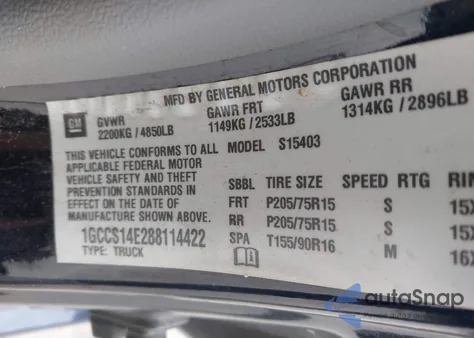 MFD BY GENERAL MOTORS CORPORATION
GM GVWR GAWR FRT GAWR RR
2200KG / 4850LB 1149KG / 2533LB 1314KG / 2896LB
THIS VEHICLE CONFORMS TO ALL MODEL S15403
APPLICABLE FEDERAL MOTOR
VEHICLE SAFETY AND THEFT
PREVENTION STANDARDS IN SBBL TIRE SIZE SPEED RTG RIN
EFFECT ON THE DATE OF FRT P205/75R15 S 15X
MANUFACTURE SHOWN ABOVE. RR P205/75R15 S 15X
1GCCS14E288114422 SPA T155/90R16 M 16X
TYPE: TRUCK
autoSnap